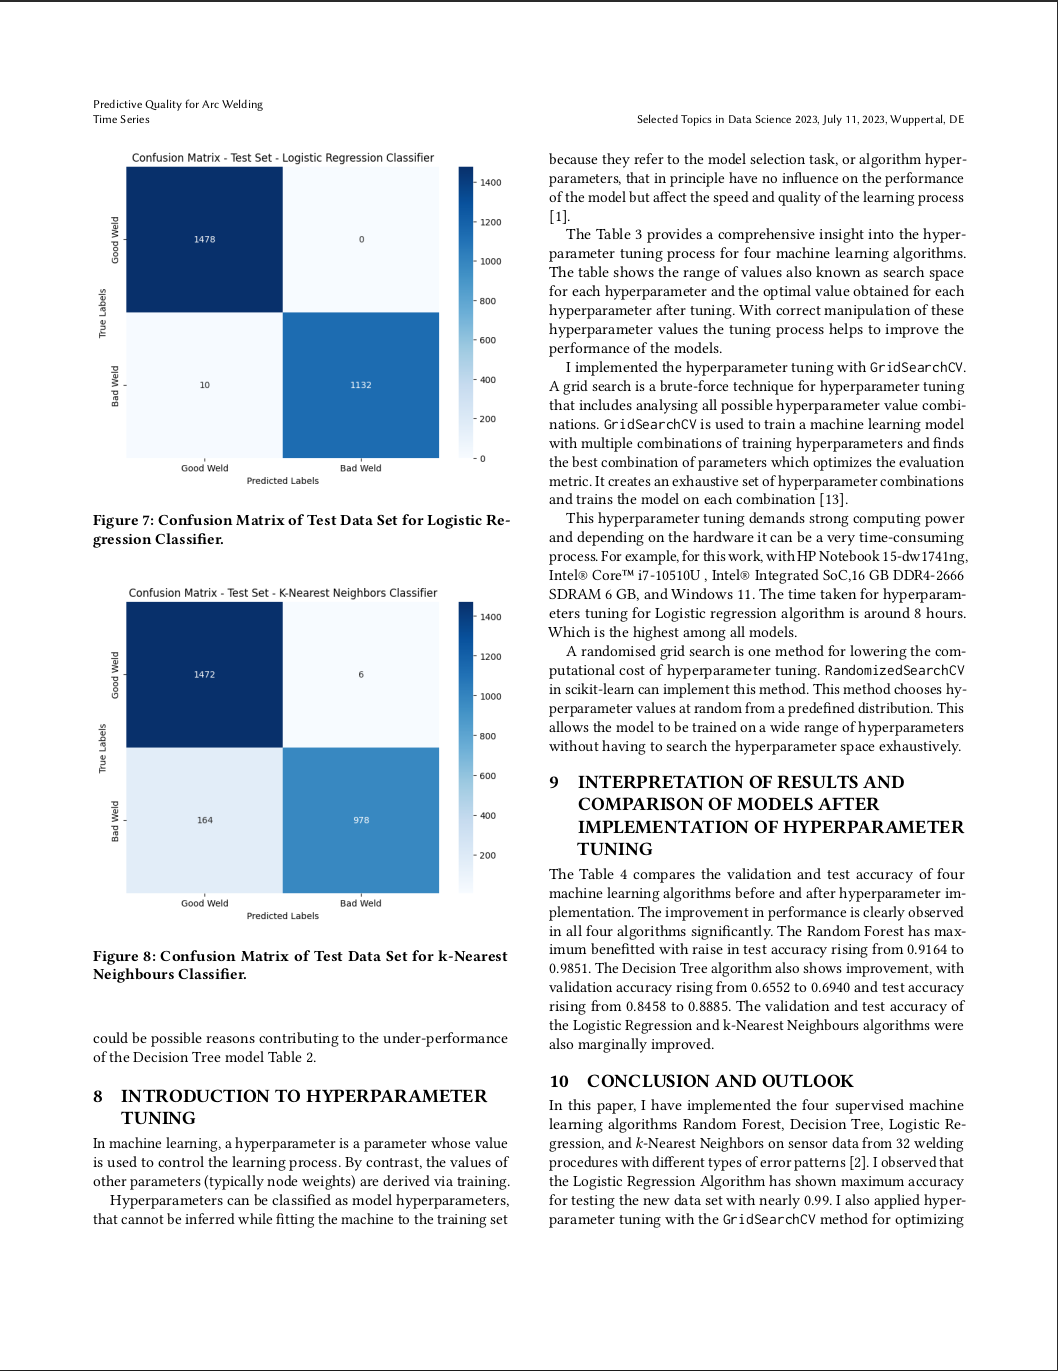 Predictive Quality for Arc Welding
Time Series
Selected Topics in Data Science 2023, July 11, 2023, Wuppertal, DE
Confusion Matrix - Test Set - Logistic Regression Classifier
True Labels
Good Weld
Bad Weld
1478
0
10
1132
Good Weld
Bad Weld
Predicted Labels
1400
1200
1000
800
600
400
200
0
Figure 7: Confusion Matrix of Test Data Set for Logistic Re-
gression Classifier.
Confusion Matrix - Test Set - K-Nearest Neighbors Classifier
True Labels
Good Weld
Bad Weld
1472
6
164
978
Good Weld
Bad Weld
Predicted Labels
1400
1200
1000
800
600
400
200
Figure 8: Confusion Matrix of Test Data Set for k-Nearest
Neighbours Classifier.
could be possible reasons contributing to the under-performance
of the Decision Tree model Table 2.
8 INTRODUCTION TO HYPERPARAMETER
TUNING
In machine learning, a hyperparameter is a parameter whose value
is used to control the learning process. By contrast, the values of
other parameters (typically node weights) are derived via training.
Hyperparameters can be classified as model hyperparameters,
that cannot be inferred while fitting the machine to the training set
because they refer to the model selection task, or algorithm hyper-
parameters, that in principle have no influence on the performance
of the model but affect the speed and quality of the learning process
[1].
The Table 3 provides a comprehensive insight into the hyper-
parameter tuning process for four machine learning algorithms.
The table shows the range of values also known as search space
for each hyperparameter and the optimal value obtained for each
hyperparameter after tuning. With correct manipulation of these
hyperparameter values the tuning process helps to improve the
performance of the models.
I implemented the hyperparameter tuning with GridSearchCV.
A grid search is a brute-force technique for hyperparameter tuning
that includes analysing all possible hyperparameter value combi-
nations. GridSearchCV is used to train a machine learning model
with multiple combinations of training hyperparameters and finds
the best combination of parameters which optimizes the evaluation
metric. It creates an exhaustive set of hyperparameter combinations
and trains the model on each combination [13].
This hyperparameter tuning demands strong computing power
and depending on the hardware it can be a very time-consuming
process. For example, for this work, with HP Notebook 15-dw1741ng,
Intel® Core™ i7-10510U , Intel® Integrated SoC,16 GB DDR4-2666
SDRAM 6 GB, and Windows 11. The time taken for hyperparam-
eters tuning for Logistic regression algorithm is around 8 hours.
Which is the highest among all models.
A randomised grid search is one method for lowering the com-
putational cost of hyperparameter tuning. RandomizedSearchCV
in scikit-learn can implement this method. This method chooses hy-
perparameter values at random from a predefined distribution. This
allows the model to be trained on a wide range of hyperparameters
without having to search the hyperparameter space exhaustively.
9 INTERPRETATION OF RESULTS AND
COMPARISON OF MODELS AFTER
IMPLEMENTATION OF HYPERPARAMETER
TUNING
The Table 4 compares the validation and test accuracy of four
machine learning algorithms before and after hyperparameter im-
plementation. The improvement in performance is clearly observed
in all four algorithms significantly. The Random Forest has max-
imum benefitted with raise in test accuracy rising from 0.9164 to
0.9851. The Decision Tree algorithm also shows improvement, with
validation accuracy rising from 0.6552 to 0.6940 and test accuracy
rising from 0.8458 to 0.8885. The validation and test accuracy of
the Logistic Regression and k-Nearest Neighbours algorithms were
also marginally improved.
10 CONCLUSION AND OUTLOOK
In this paper, I have implemented the four supervised machine
learning algorithms Random Forest, Decision Tree, Logistic Re-
gression, and k-Nearest Neighbors on sensor data from 32 welding
procedures with different types of error patterns [2]. I observed that
the Logistic Regression Algorithm has shown maximum accuracy
for testing the new data set with nearly 0.99. I also applied hyper-
parameter tuning with the GridSearchCV method for optimizing